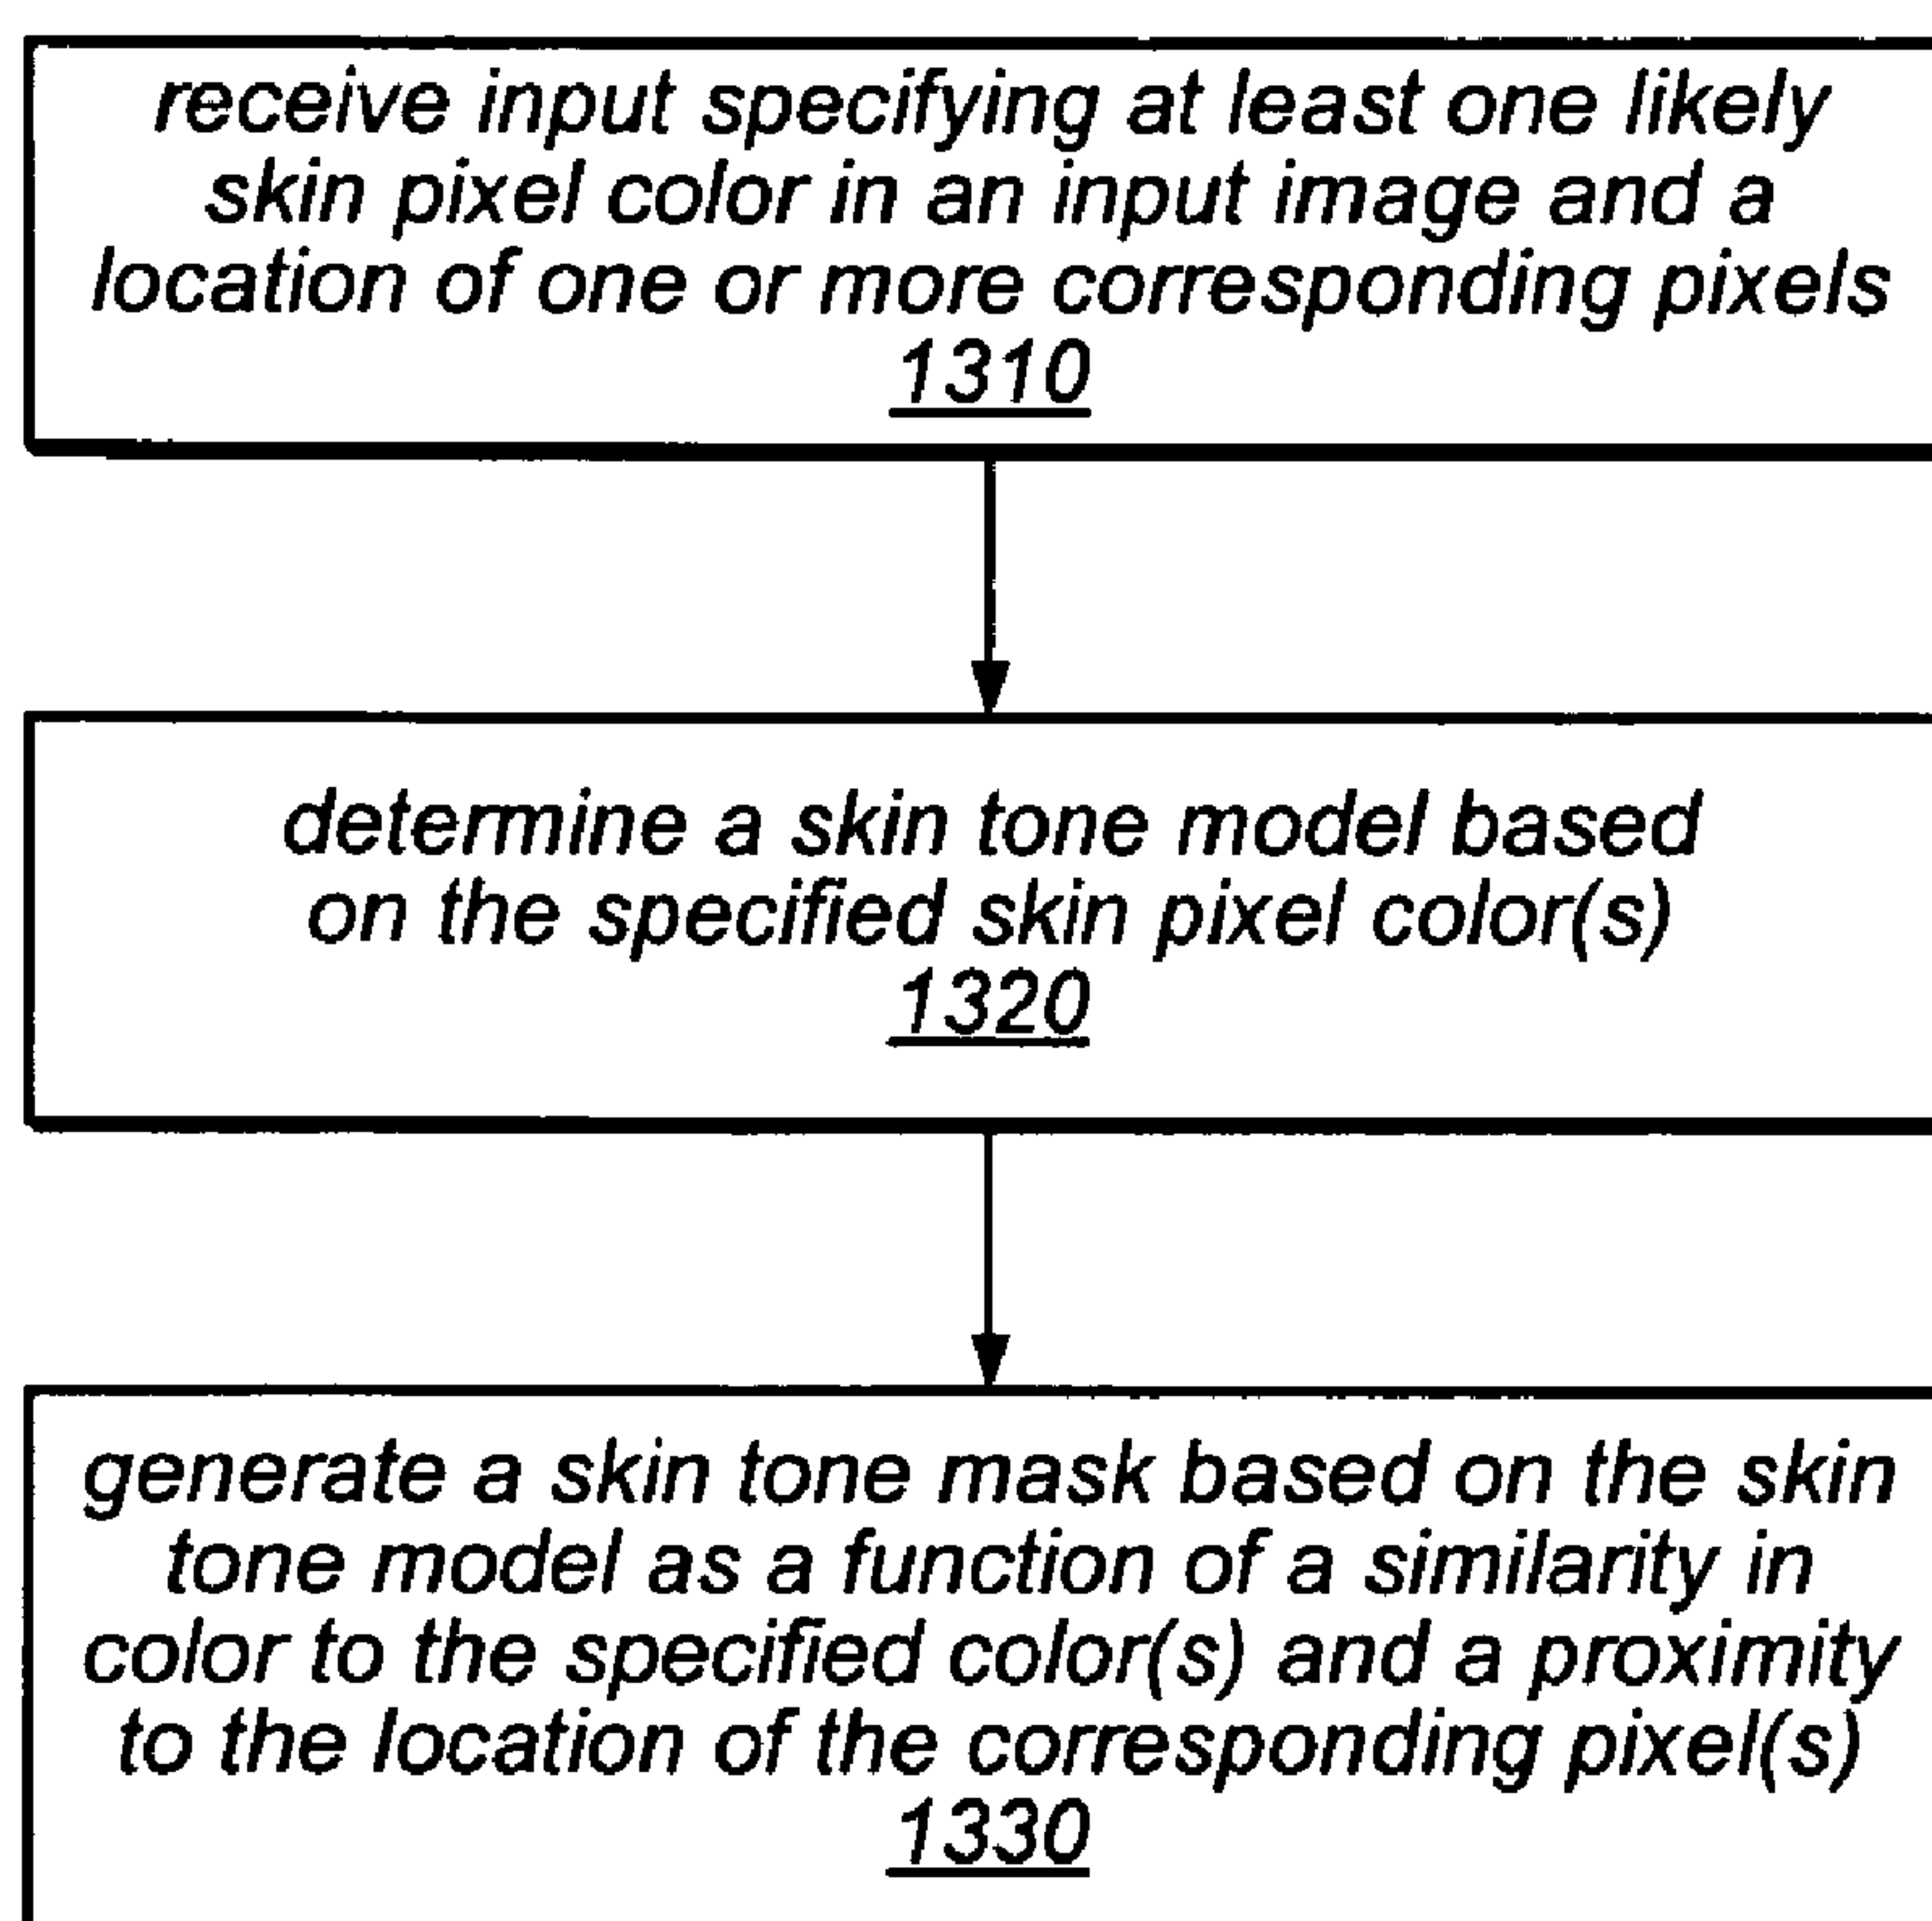 receive input specifying at least one likely
skin pixel color in an input image and a
location of one or more corresponding pixels
1310
determine a skin tone model based
on the specified skin pixel color(s)
1320
generate a skin tone mask based on the skin
tone model as a function of a similarity in
color to the specified color(s) and a proximity
to the location of the corresponding pixel(s)
1330